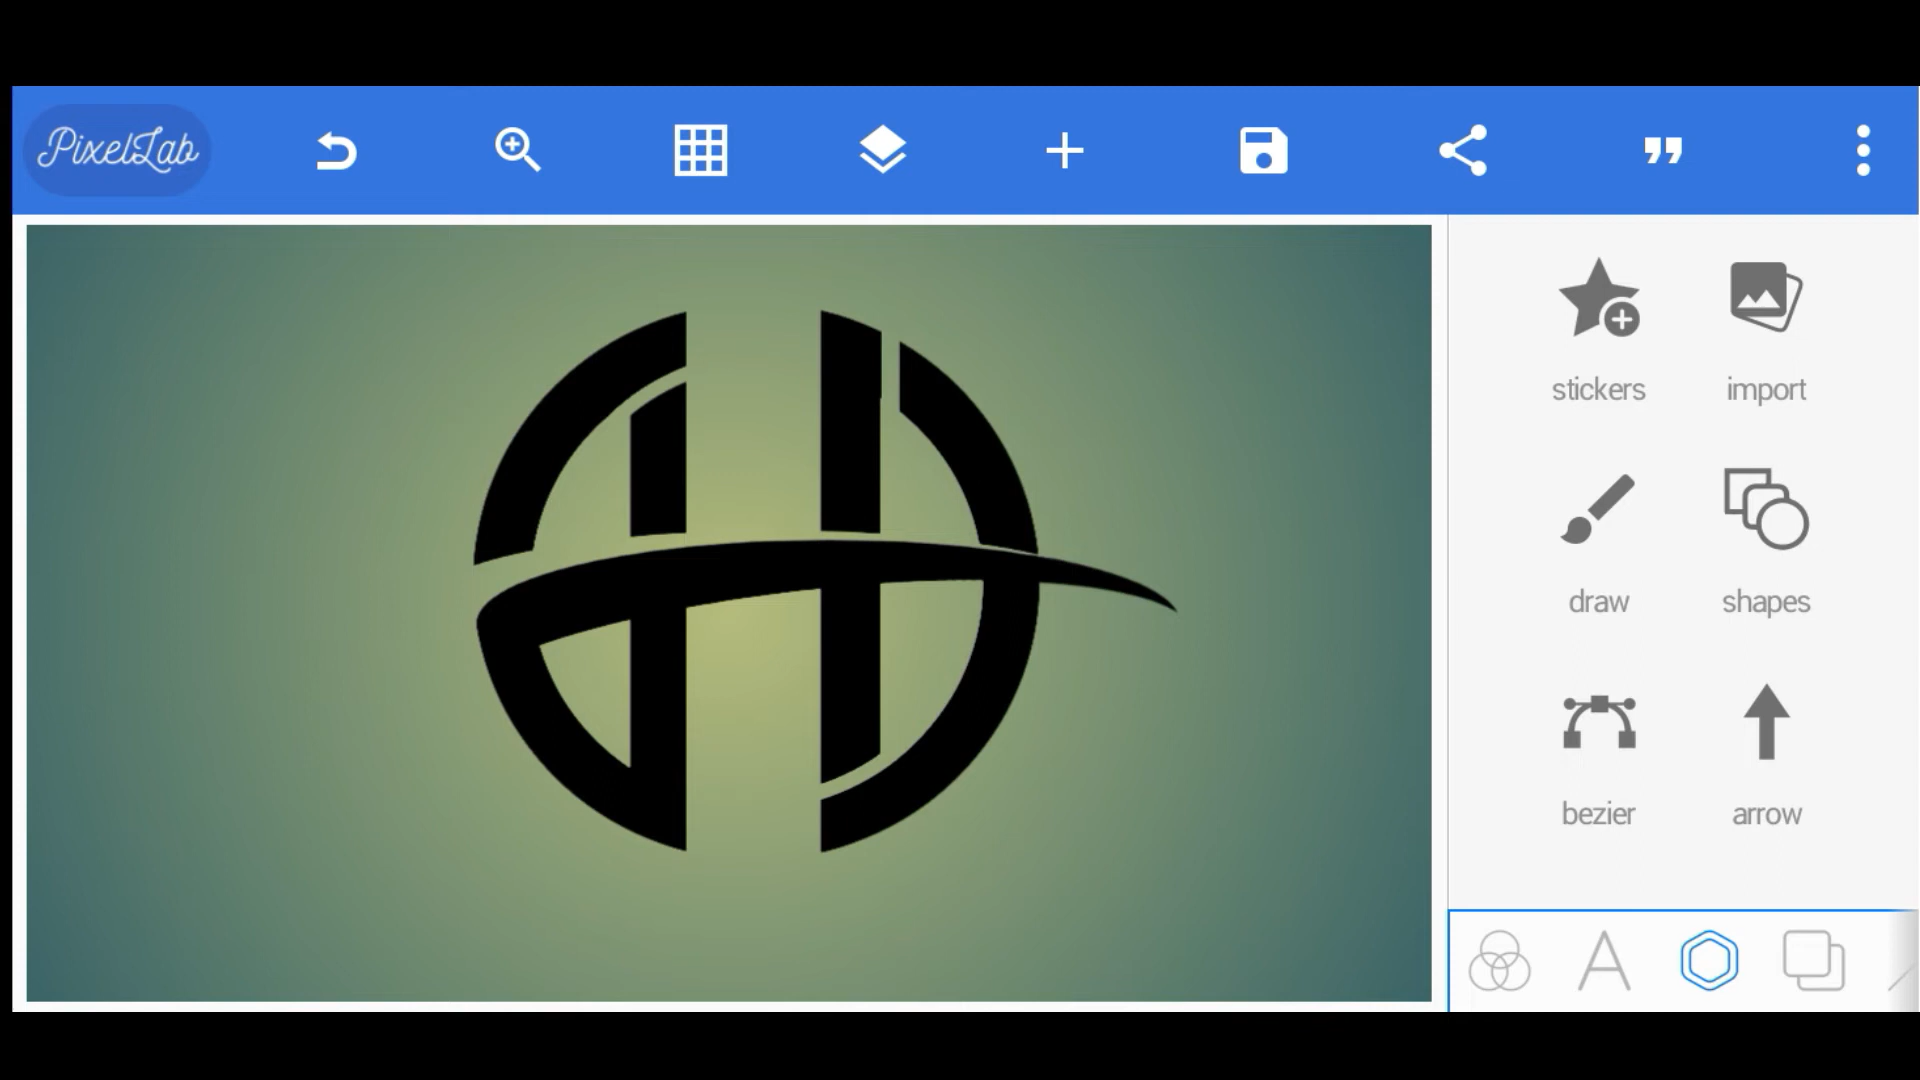 PixelLab
stickers
import
draw
shapes
bezier
arrow